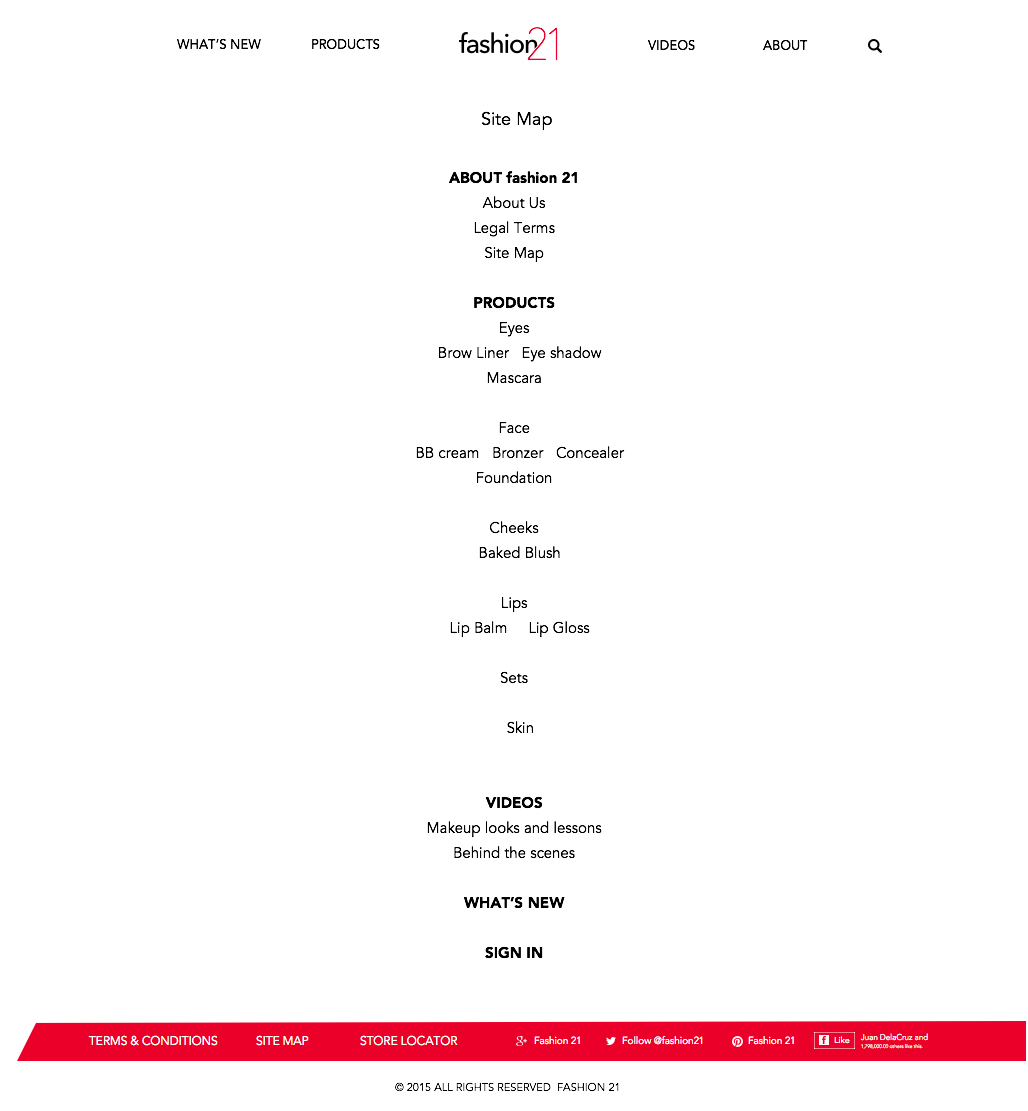 WHAT'S NEW PRODUCTS fashion21 VIDEOS ABOUT
Site Map
ABOUT fashion 21
About Us
Legal Terms
Site Map
PRODUCTS
Eyes
Brow Liner Eye shadow
Mascara
Face
BB cream Bronzer Concealer
Foundation
Cheeks
Baked Blush
Lips
Lip Balm Lip Gloss
Sets
Skin
VIDEOS
Makeup looks and lessons
Behind the scenes
WHAT'S NEW
SIGN IN
TERMS & CONDITIONS SITE MAP STORE LOCATOR Fashion 21 Follow @fashion21 Fashion 21 Like Juan DelaCruz and
others like this.
© 2015 ALL RIGHTS RESERVED FASHION 21